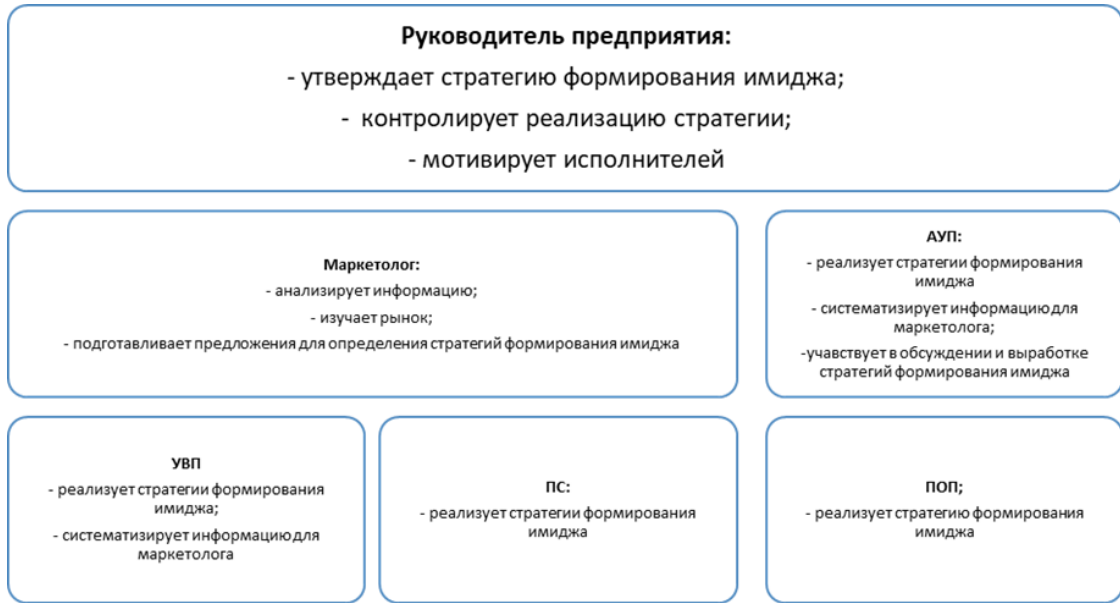 Руководитель предприятия:
- утверждает стратегию формирования имиджа;
- контролирует реализацию стратегии;
- мотивирует исполнителей
Маркетолог:
- анализирует информацию;
- изучает рынок;
- подготавливает предложения для определения стратегий формирования имиджа
АУП:
- реализует стратегии формирования
имиджа
- систематизирует информацию для
маркетолога;
-учавствует в обсуждении и выработке
стратегий формирования имиджа
УВП
- реализует стратегии формирования
имиджа;
- систематизирует информацию для
маркетолога
ПС:
- реализует стратегии формирования
имиджа
ПОП;
- реализует стратегию формирования
имиджа